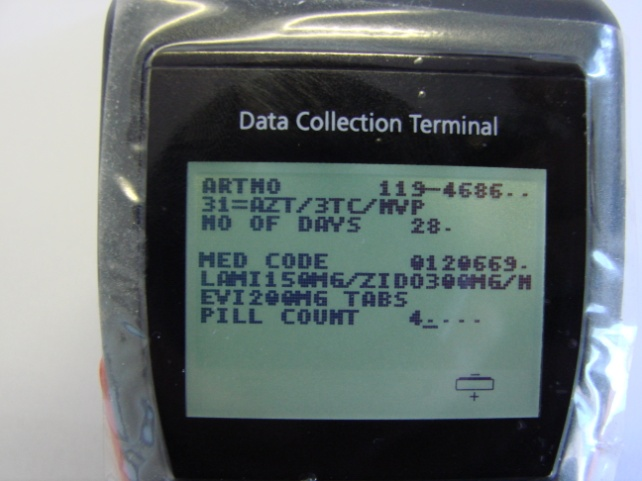 Data Collection Terminal
ARTNO 119-4686..
31=AZT/3TC/NVP
NO OF DAYS 28.
MED CODE 0120669.
LAMI150MG/ZIDO300MG/N
EVI200MG TABS
PILL COUNT 4_...
- +